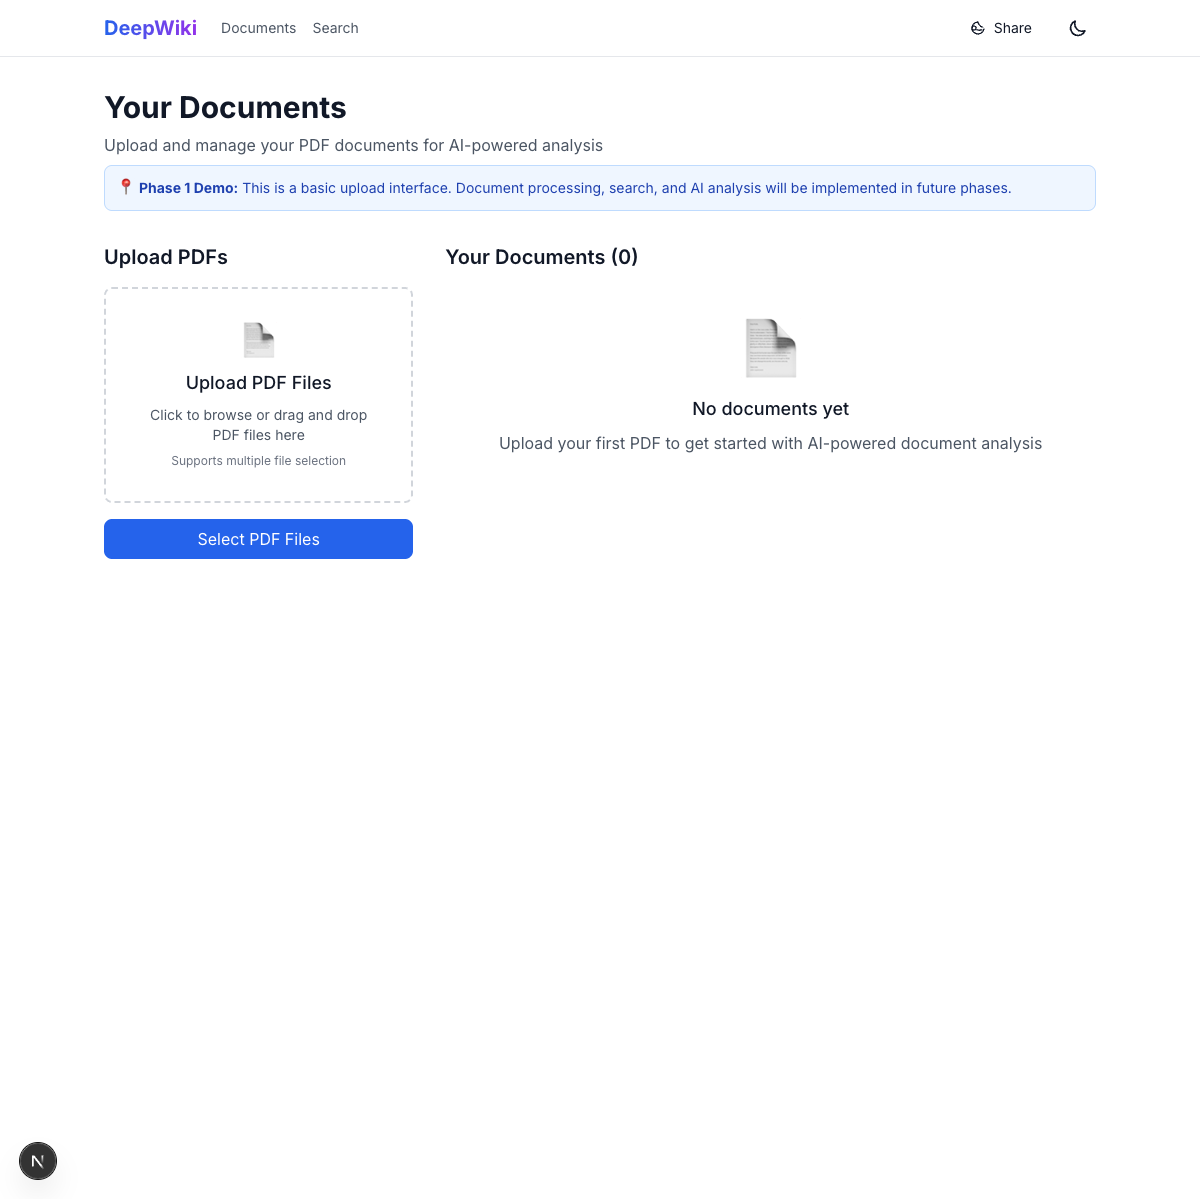 DeepWiki
Documents
Search
Share
Your Documents
Upload and manage your PDF documents for AI-powered analysis
Phase 1 Demo: This is a basic upload interface. Document processing, search, and AI analysis will be implemented in future phases.
Upload PDFs
Upload PDF Files
Click to browse or drag and drop
PDF files here
Supports multiple file selection
Select PDF Files
Your Documents (0)
No documents yet
Upload your first PDF to get started with AI-powered document analysis
N